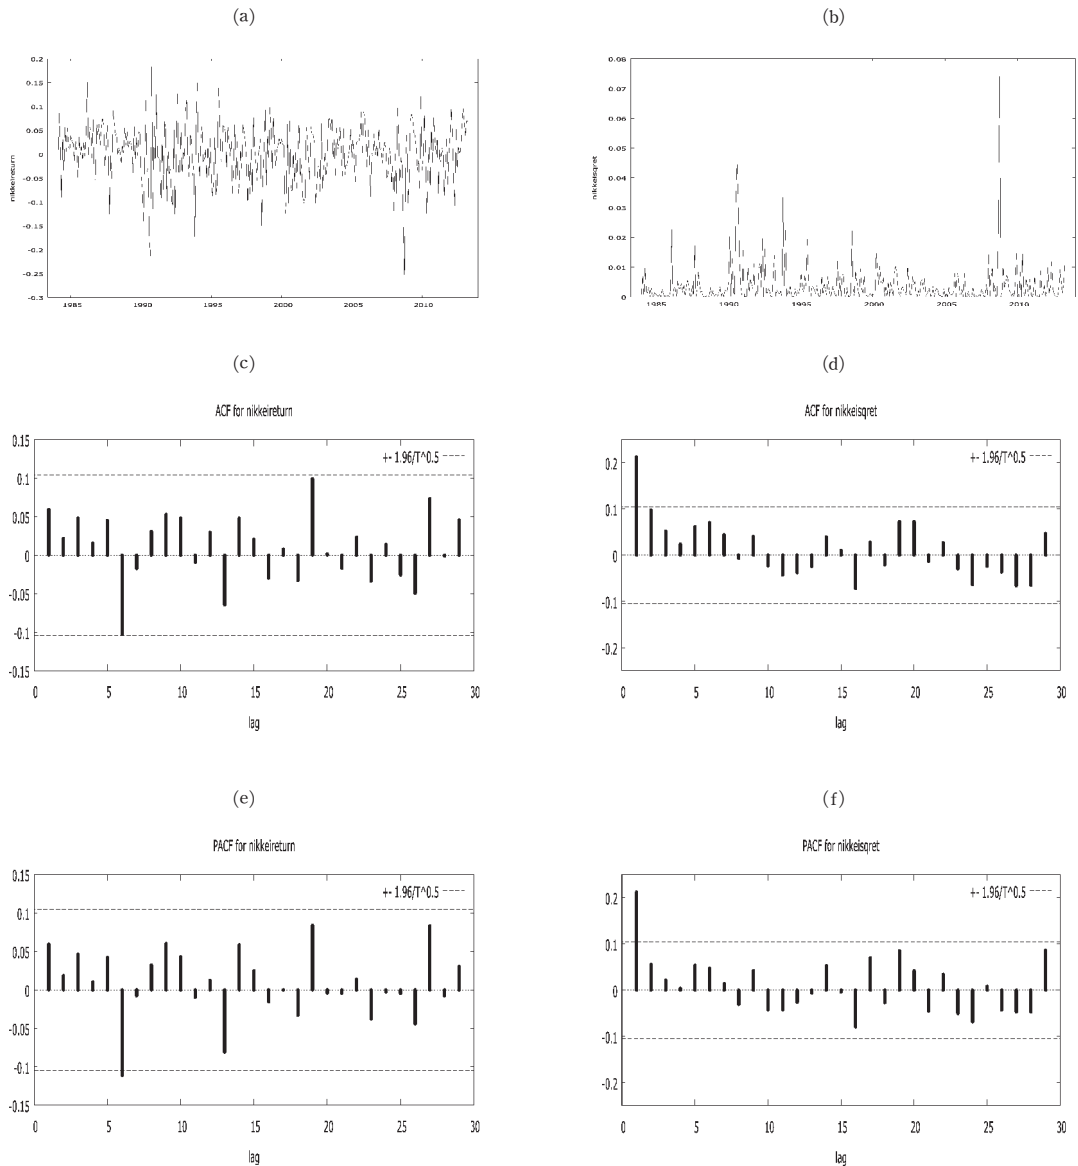 (a)
(b)
nikkeireturn
0.2
0.15
0.1
0.05
0
-0.05
-0.1
-0.15
-0.2
-0.25
-0.3
1985 1990 1995 2000 2005 2010
nikkeisqret
0.08
0.07
0.06
0.05
0.04
0.03
0.02
0.01
0
1985 1990 1995 2000 2005 2010
(c)
(d)
ACF for nikkeireturn
+- 1.96/T^0.5
0.15
0.1
0.05
0
-0.05
-0.1
-0.15
0 5 10 15 20 25 30
lag
ACF for nikkeisqret
+- 1.96/T^0.5
0.2
0.1
0
-0.1
-0.2
0 5 10 15 20 25 30
lag
(e)
(f)
PACF for nikkeireturn
+- 1.96/T^0.5
0.15
0.1
0.05
0
-0.05
-0.1
-0.15
0 5 10 15 20 25 30
lag
PACF for nikkeisqret
+- 1.96/T^0.5
0.2
0.1
0
-0.1
-0.2
0 5 10 15 20 25 30
lag